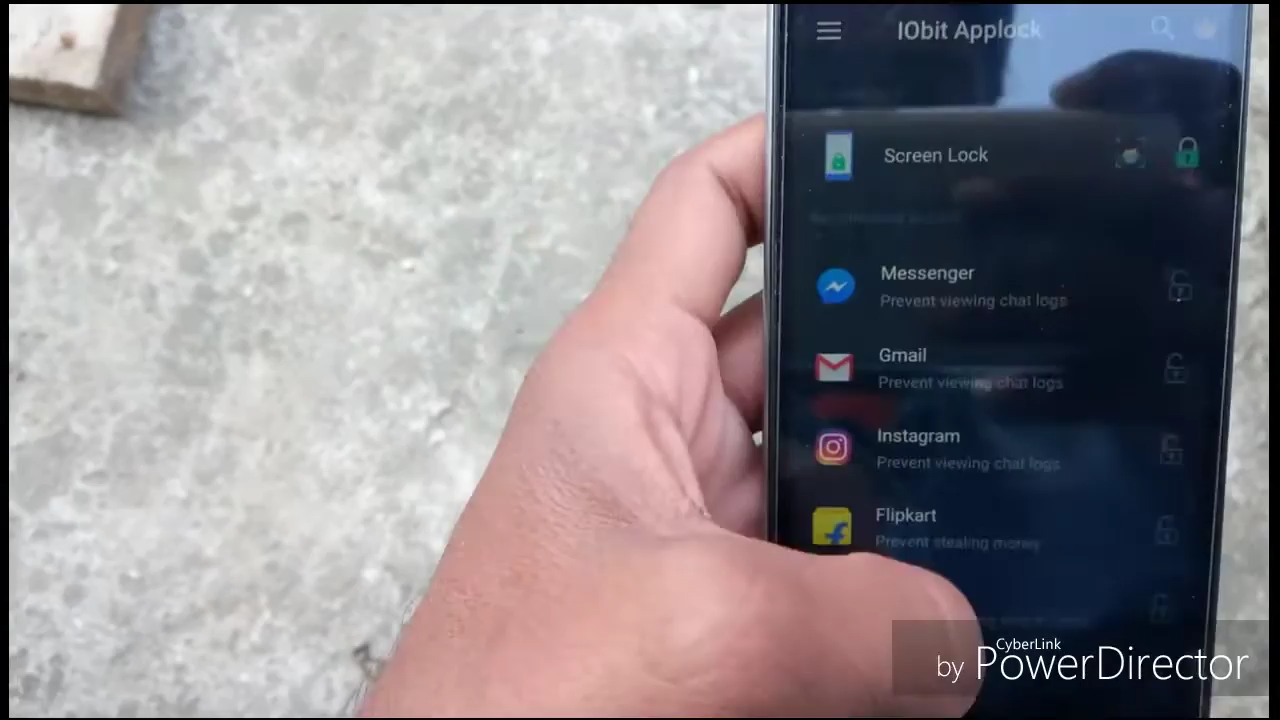 IObit Applock
Screen Lock
Messenger
Prevent viewing chat logs
Gmail
Prevent viewing chat logs
Instagram
Prevent viewing chat logs
Flipkart
Prevent stealing money
CyberLink
by PowerDirector